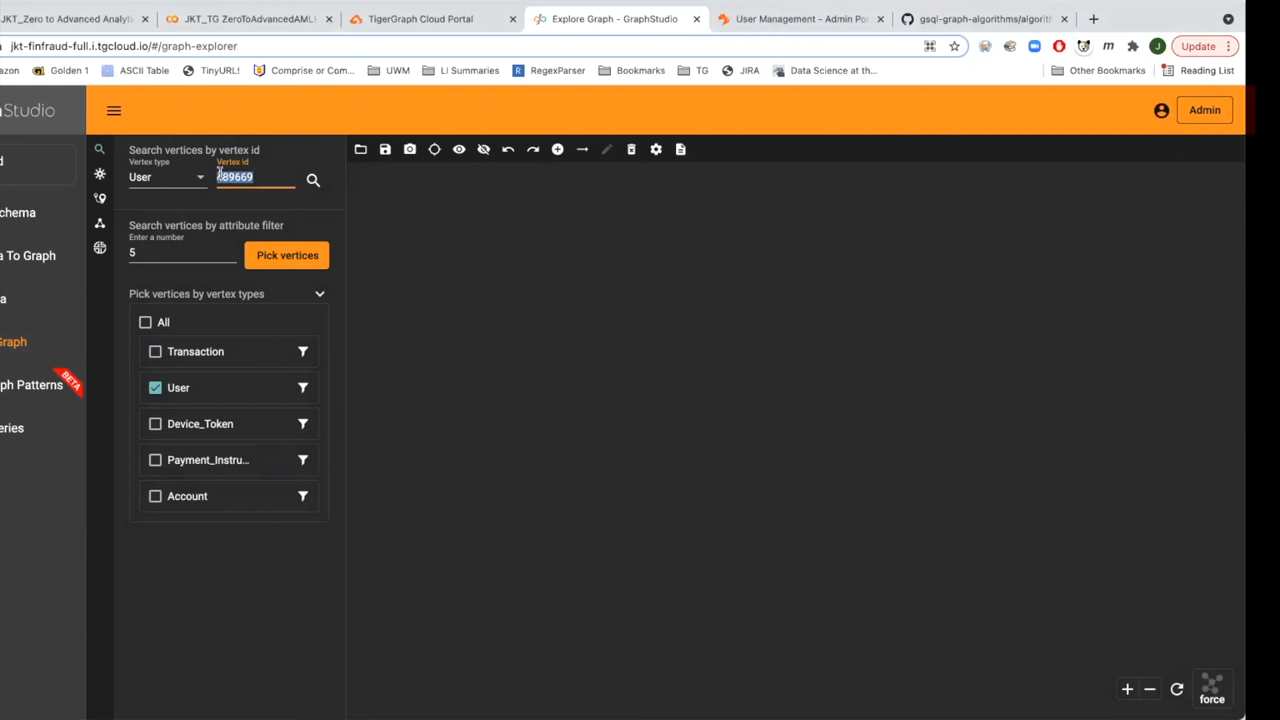 JKT_Zero to Advanced Analyti
JKT_TG ZeroToAdvancedAMLF
TigerGraph Cloud Portal
Explore Graph - GraphStudio
User Management - Admin Por
gsql-graph-algorithms/algorith
jkt-finfraud-full.i.tgcloud.io/#/graph-explorer
Update
azon
Golden 1
ASCII Table
TinyURL!
Comprise or Com...
UWM
LI Summaries
RegexParser
Bookmarks
TG
JIRA
Data Science at th...
Other Bookmarks
Reading List
Studio
Admin
Search vertices by vertex id
Vertex type
Vertex id
User
89669
Search vertices by attribute filter
Enter a number
5
Pick vertices
Pick vertices by vertex types
All
Transaction
User
Device_Token
Payment_Instru...
Account
d
chema
a To Graph
a
Graph
ph Patterns
BETA
eries
force